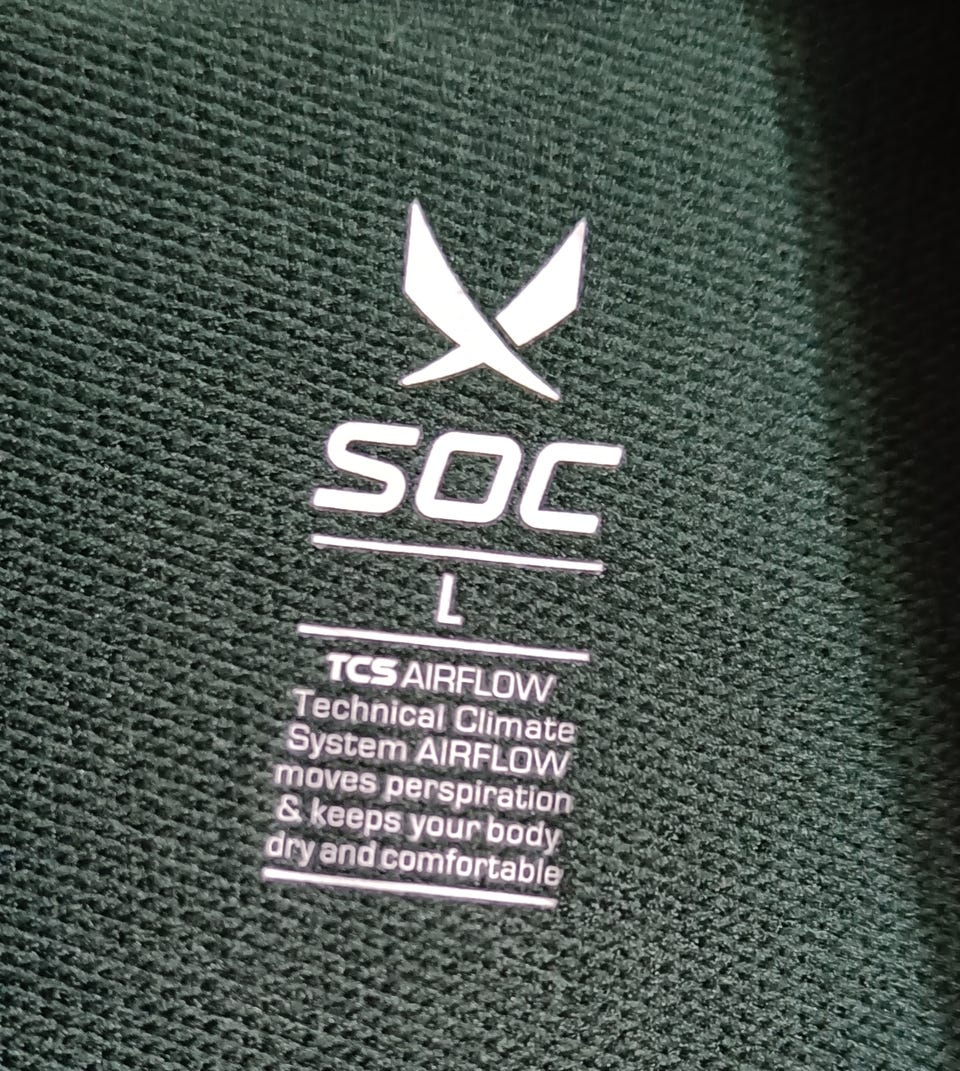 SOC
L
TCS AIRFLOW
Technical Climate
System AIRFLOW
moves perspiration
& keeps your body
dry and comfortable